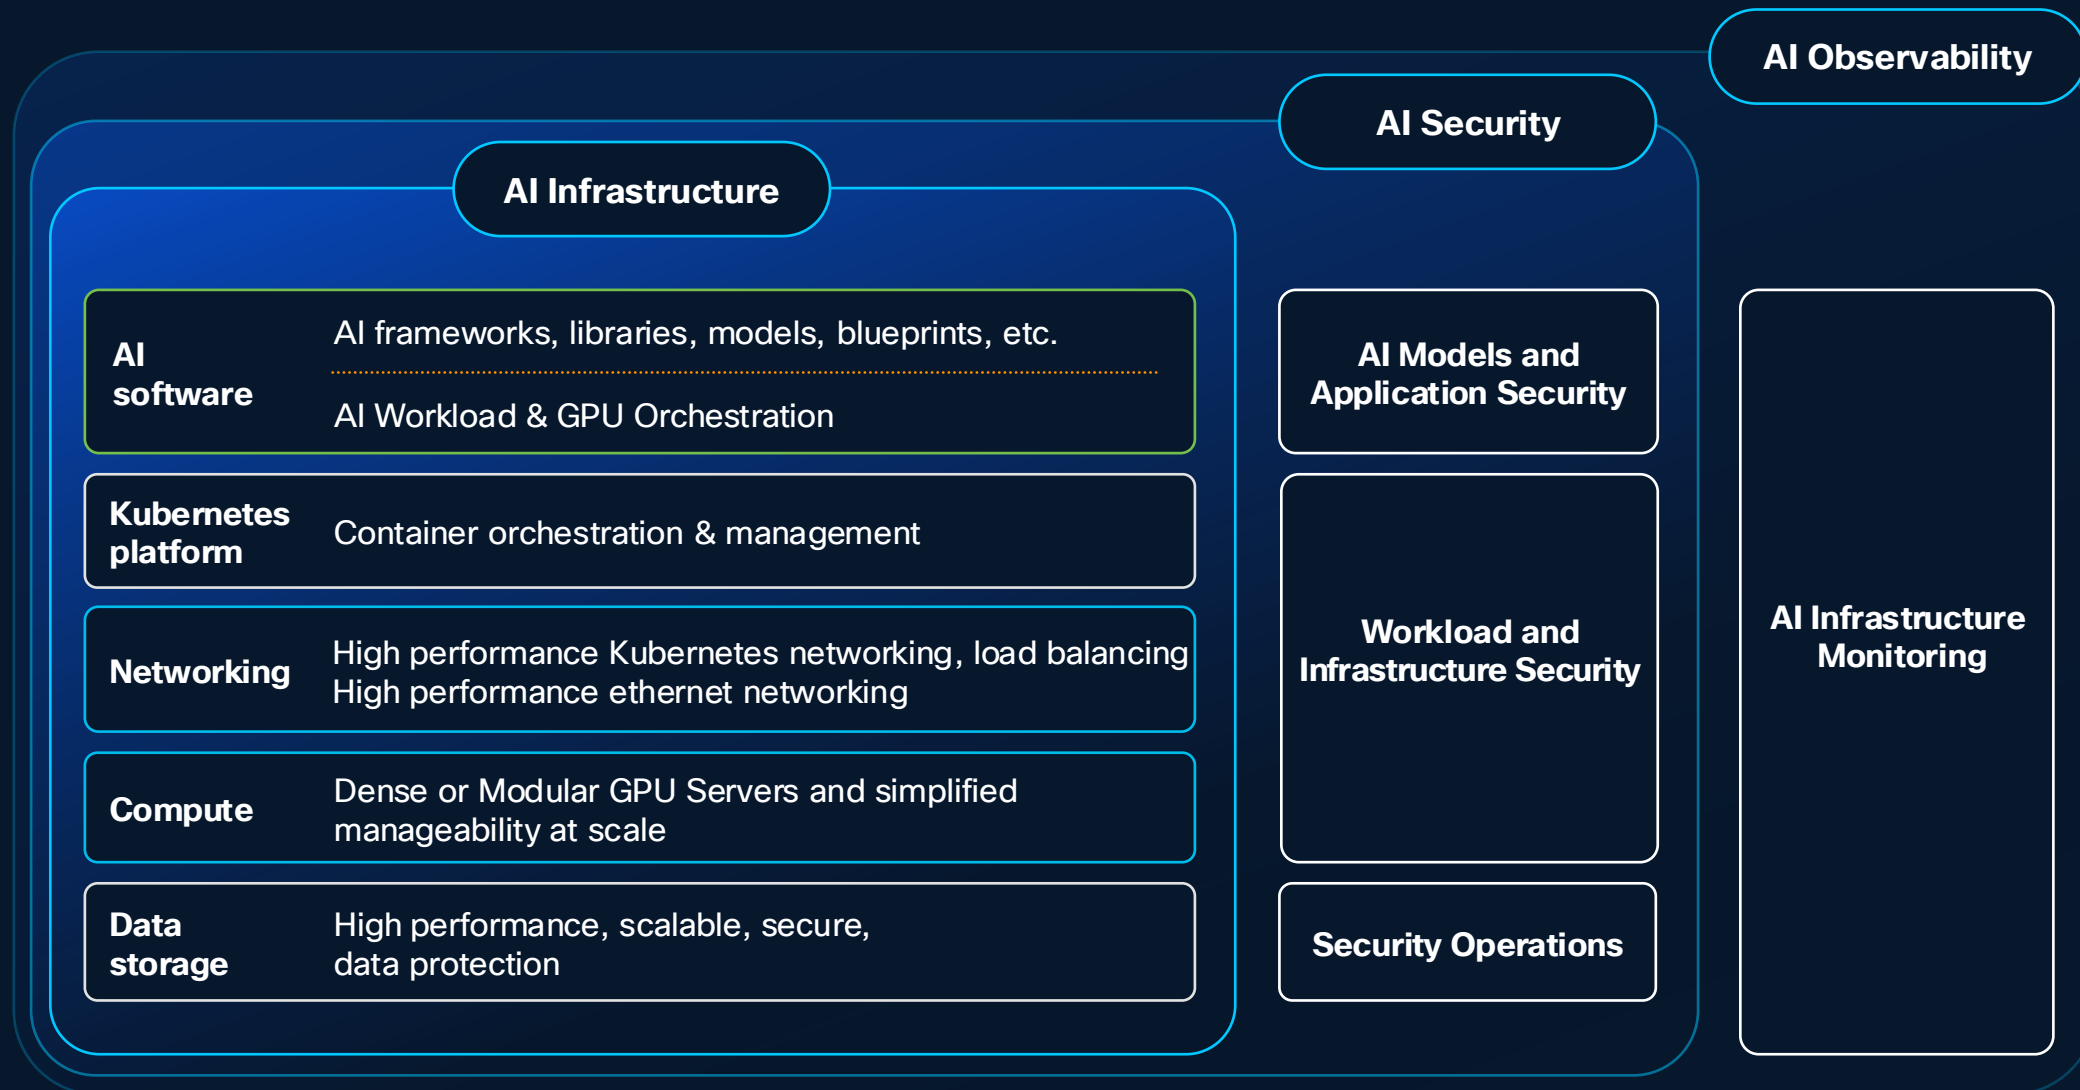 AI Observability
AI Security
AI Infrastructure
AI
software
AI frameworks, libraries, models, blueprints, etc.
AI Workload & GPU Orchestration
Kubernetes
platform
Container orchestration & management
Networking
High performance Kubernetes networking, load balancing
High performance ethernet networking
Compute
Dense or Modular GPU Servers and simplified
manageability at scale
Data
storage
High performance, scalable, secure,
data protection
AI Models and
Application Security
Workload and
Infrastructure Security
Security Operations
AI Infrastructure
Monitoring